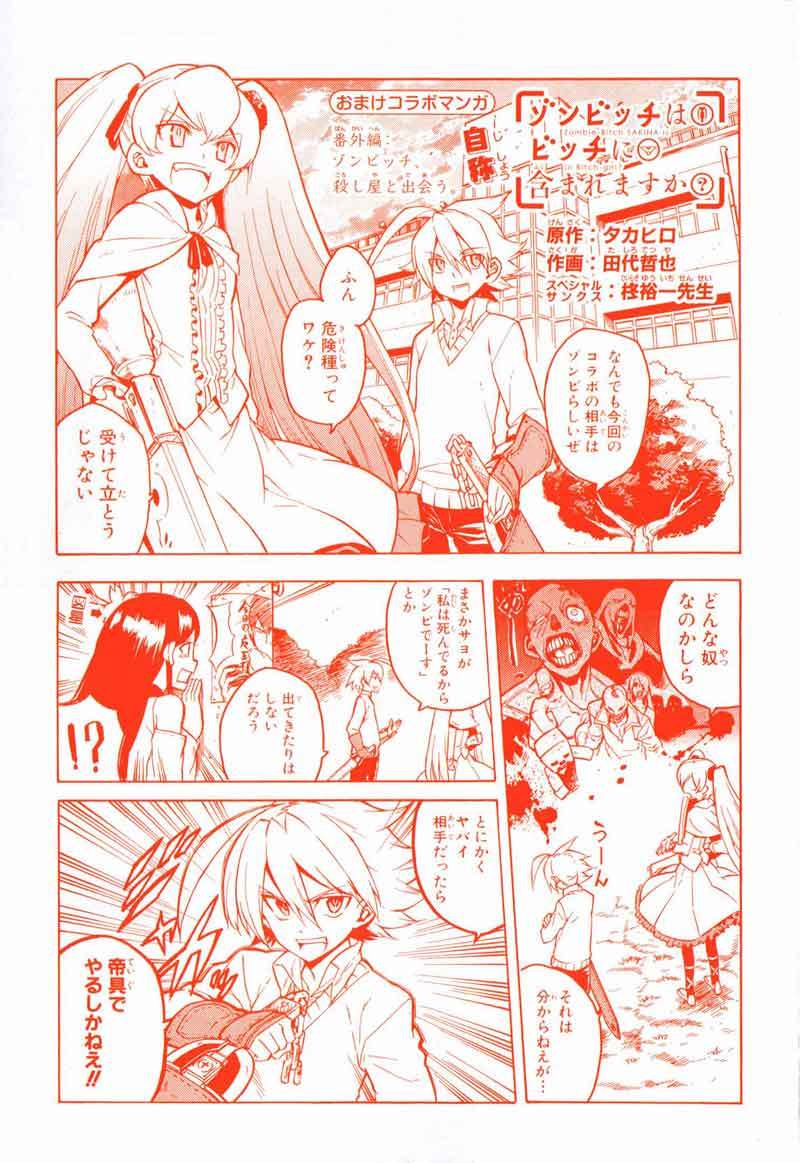 おまけコラボマンガ
番外編：
ゾンビッチ、
殺し屋と出会う。
自称
じしょう
ゾンビッチは
Zombie-Bitch SAKINA is
ビッチに
含まれますか？
原作：タカヒロ
作画：田代哲也
スペシャル
サンクス：柊裕一先生
なんでも今回の
コラボの相手は
ゾンビらしいぜ
ふん
危険種って
ワケ？
受けて立とう
じゃない
どんな奴
なのかしら
うーん
それは
分からねえが…
まさかサヨが
「私は死んでるから
ゾンビでーす」
とか
出てきたりは
しない
だろう
!?
とにかく
ヤバイ
相手だったら
帝具で
やるしかねえ!!